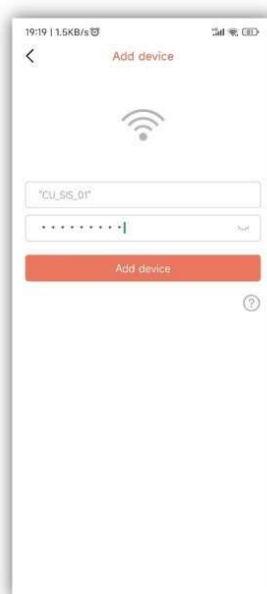 19:19 | 1.5KB/s
Add device
"CU_SIS_01"
• • • • • • • • •
Add device
?